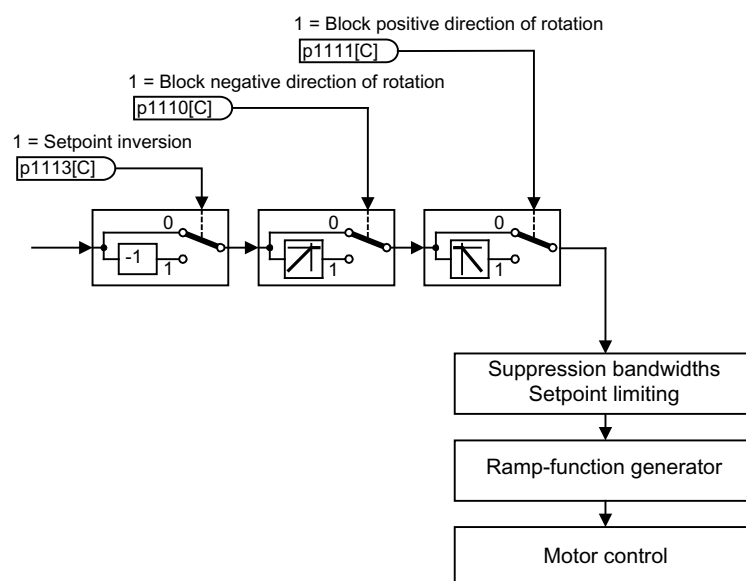 1 = Block positive direction of rotation
p1111[C]
1 = Block negative direction of rotation
p1110[C]
1 = Setpoint inversion
p1113[C]
0
-1
1
0
1
0
1
Suppression bandwidths
Setpoint limiting
Ramp-function generator
Motor control